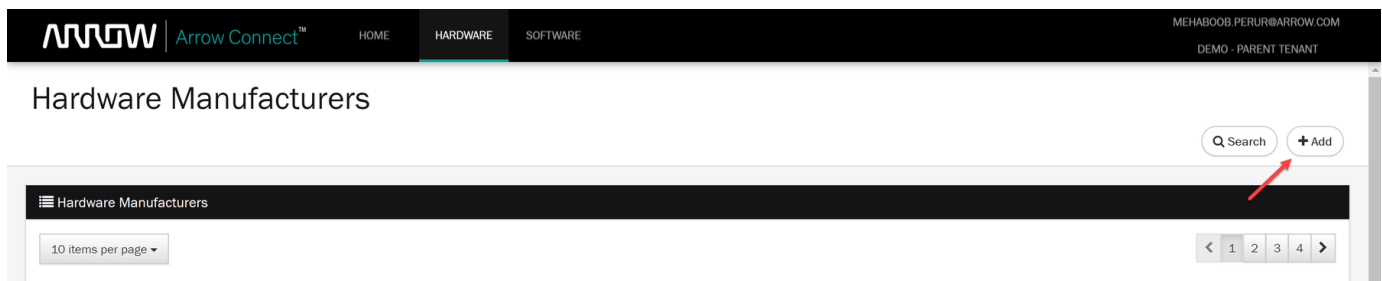 ARROW Arrow Connect™ HOME HARDWARE SOFTWARE MEHABOOB.PERUR@ARROW.COM
DEMO - PARENT TENANT
Hardware Manufacturers
Search + Add
Hardware Manufacturers
10 items per page 1 2 3 4